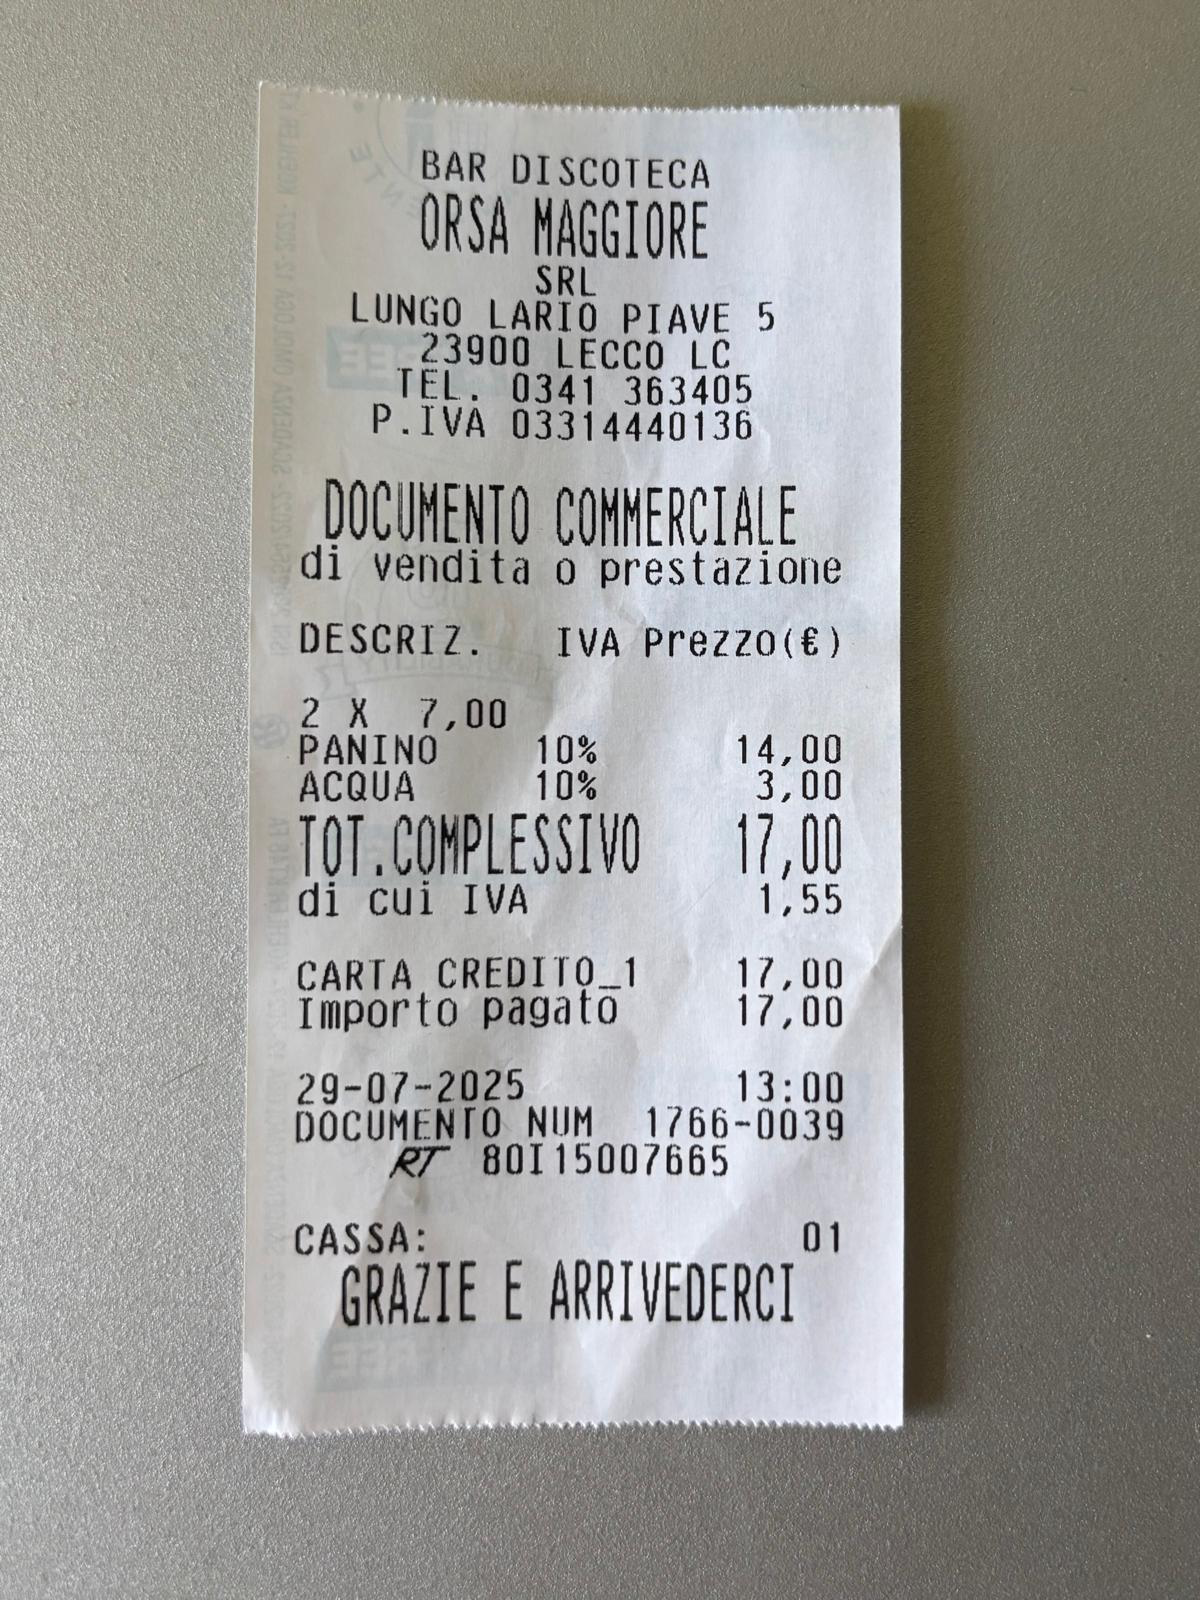 BAR DISCOTECA
ORSA MAGGIORE
SRL
LUNGO LARIO PIAVE 5
23900 LECCO LC
TEL. 0341 363405
P.IVA 03314440136
DOCUMENTO COMMERCIALE
di vendita o prestazione
DESCRIZ. IVA Prezzo(€)
2 X 7,00
PANINO 10% 14,00
ACQUA 10% 3,00
TOT.COMPLESSIVO 17,00
di cui IVA 1,55
CARTA CREDITO_1 17,00
Importo pagato 17,00
29-07-2025 13:00
DOCUMENTO NUM 1766-0039
RT 80I15007665
CASSA: 01
GRAZIE E ARRIVEDERCI